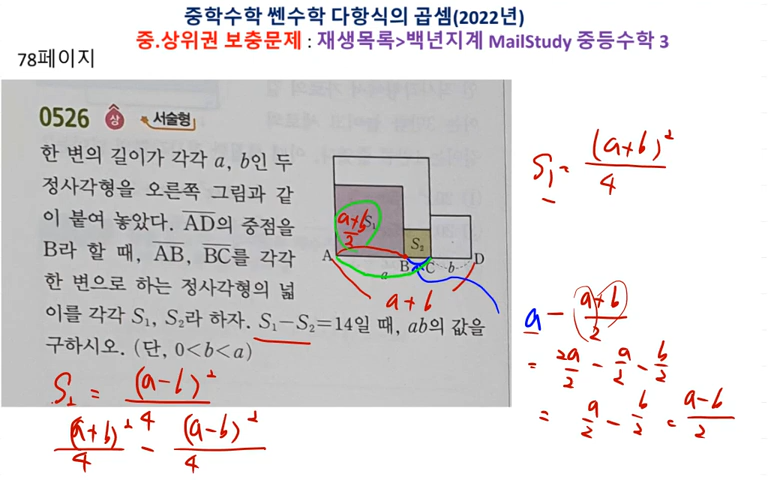 중학수학 쎈수학 다항식의 곱셈(2022년)
중.상위권 보충문제 : 재생목록>백년지계 MailStudy 중등수학 3
78페이지
0526 상 서술형
한 변의 길이가 각각 a, b인 두
정사각형을 오른쪽 그림과 같
이 붙여 놓았다. AD의 중점을
B라 할 때, AB, BC를 각각
한 변으로 하는 정사각형의 넓
이를 각각 S₁, S₂라 하자. S₁-S₂=14일 때, ab의 값을
구하시오. (단, 0<b<a)
a+b/2 S₁
S₂
A B C D
a b
a+b
S₁ = (a+b)²/4
a - (a+b)/2
= 2a/2 - a/2 - b/2
= a/2 - b/2 = a-b/2
S₂ = (a-b)²/4
(a+b)²/4 - (a-b)²/4